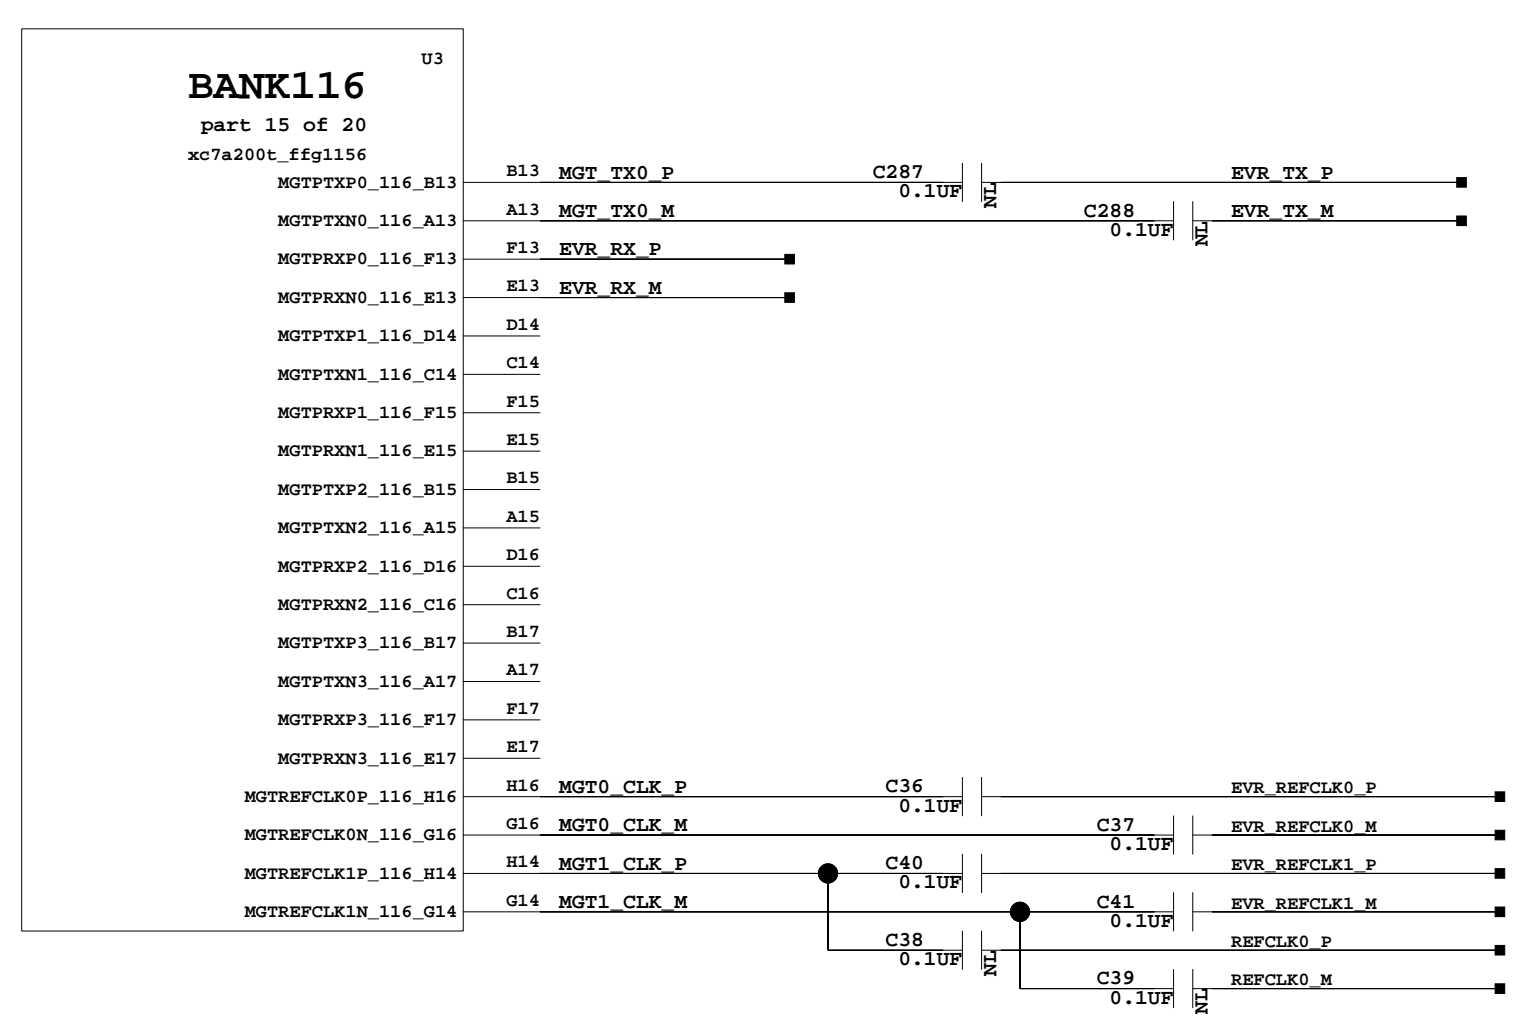 U3
BANK116
part 15 of 20
xc7a200t_ffg1156
MGTPTXP0_116_B13 B13 MGT_TX0_P C287 0.1UF NL EVR_TX_P
MGTPTXN0_116_A13 A13 MGT_TX0_M C288 0.1UF NL EVR_TX_M
MGTPRXP0_116_F13 F13 EVR_RX_P
MGTPRXN0_116_E13 E13 EVR_RX_M
MGTPTXP1_116_D14 D14
MGTPTXN1_116_C14 C14
MGTPRXP1_116_F15 F15
MGTPRXN1_116_E15 E15
MGTPTXP2_116_B15 B15
MGTPTXN2_116_A15 A15
MGTPRXP2_116_D16 D16
MGTPRXN2_116_C16 C16
MGTPTXP3_116_B17 B17
MGTPTXN3_116_A17 A17
MGTPRXP3_116_F17 F17
MGTPRXN3_116_E17 E17
MGTREFCLK0P_116_H16 H16 MGT0_CLK_P C36 0.1UF EVR_REFCLK0_P
MGTREFCLK0N_116_G16 G16 MGT0_CLK_M C37 0.1UF EVR_REFCLK0_M
MGTREFCLK1P_116_H14 H14 MGT1_CLK_P C40 0.1UF EVR_REFCLK1_P
MGTREFCLK1N_116_G14 G14 MGT1_CLK_M C41 0.1UF EVR_REFCLK1_M
C38 0.1UF NL REFCLK0_P
C39 0.1UF NL REFCLK0_M